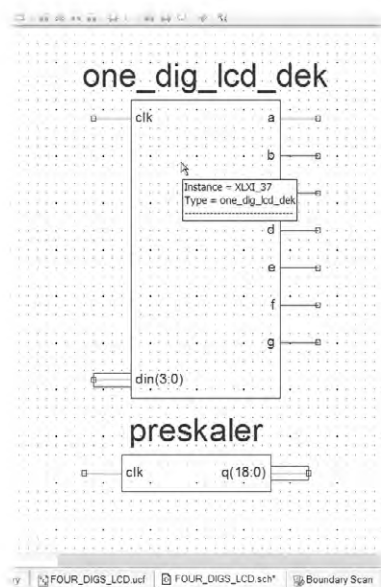 one_dig_lcd_dek
clk a
b
Instance = XLXI_37
Type = one_dig_lcd_dek
d
e
f
g
din(3:0)
preskaler
clk q(18:0)
FOUR_DIGS_LCD.ucf FOUR_DIGS_LCD.sch* Boundary Scan